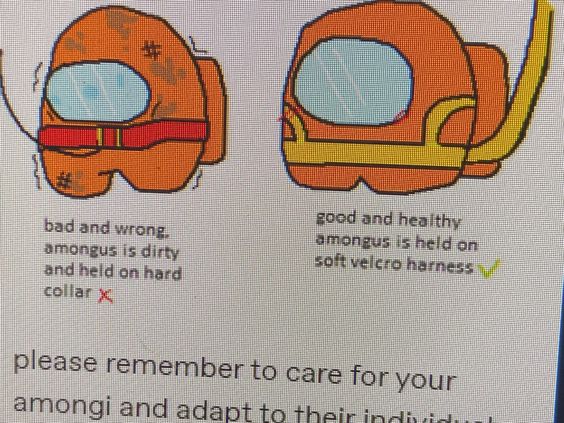 bad and wrong,
amongus is dirty
and held on hard
collar
good and healthy
amongus is held on
soft velcro harness
please remember to care for your
amongi and adapt to their